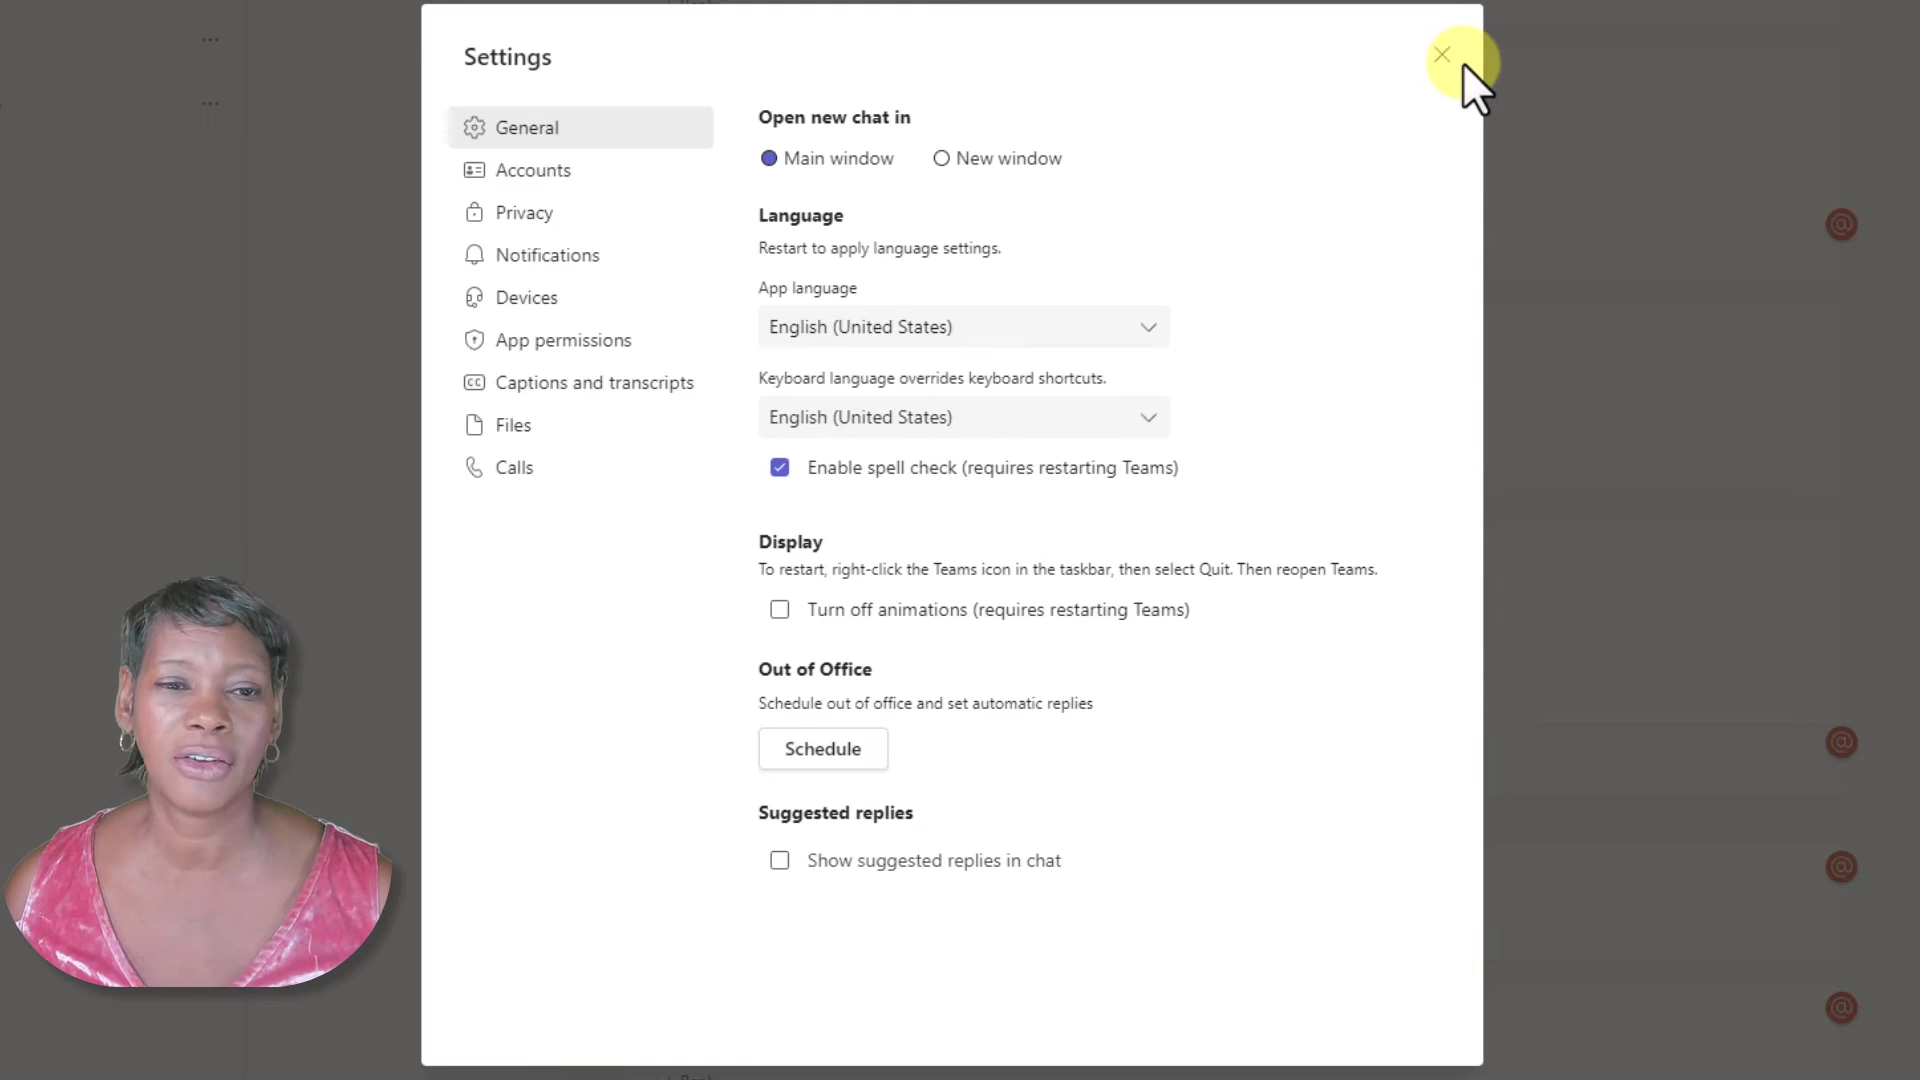 Settings
General
Accounts
Privacy
Notifications
Devices
App permissions
Captions and transcripts
Files
Calls
Open new chat in
Main window New window
Language
Restart to apply language settings.
App language
English (United States)
Keyboard language overrides keyboard shortcuts.
English (United States)
Enable spell check (requires restarting Teams)
Display
To restart, right-click the Teams icon in the taskbar, then select Quit. Then reopen Teams.
Turn off animations (requires restarting Teams)
Out of Office
Schedule out of office and set automatic replies
Schedule
Suggested replies
Show suggested replies in chat